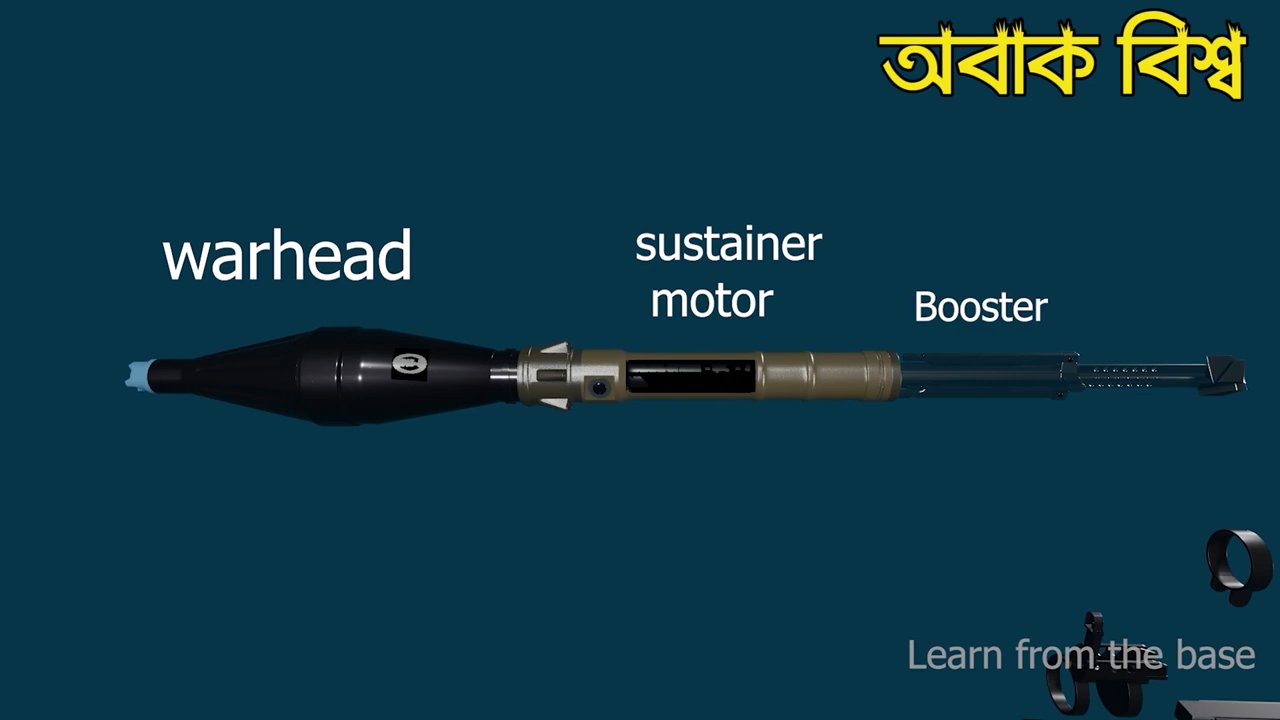 অবাক বিশ্ব
warhead
sustainer
motor
Booster
Learn from the base